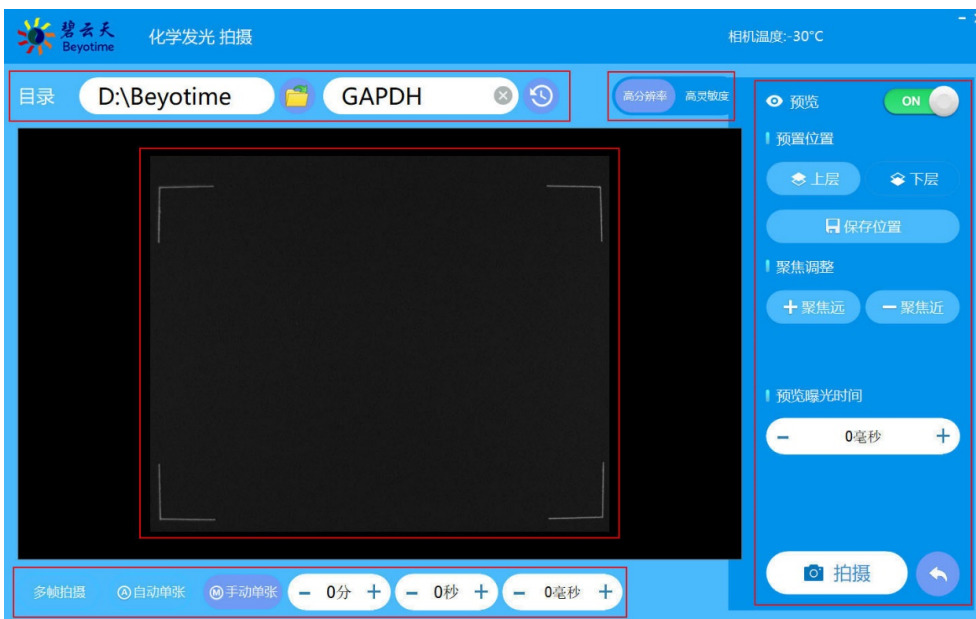 碧云天
Beyotime
化学发光 拍摄
相机温度:-30°C
目录
D:\Beyotime
GAPDH
高分辨率
高灵敏度
预览
ON
预置位置
上层
下层
保存位置
聚焦调整
聚焦远
聚焦近
预览曝光时间
- 0毫秒 +
拍摄
多帧拍摄
A自动单张
M手动单张
- 0分 +
- 0秒 +
- 0毫秒 +